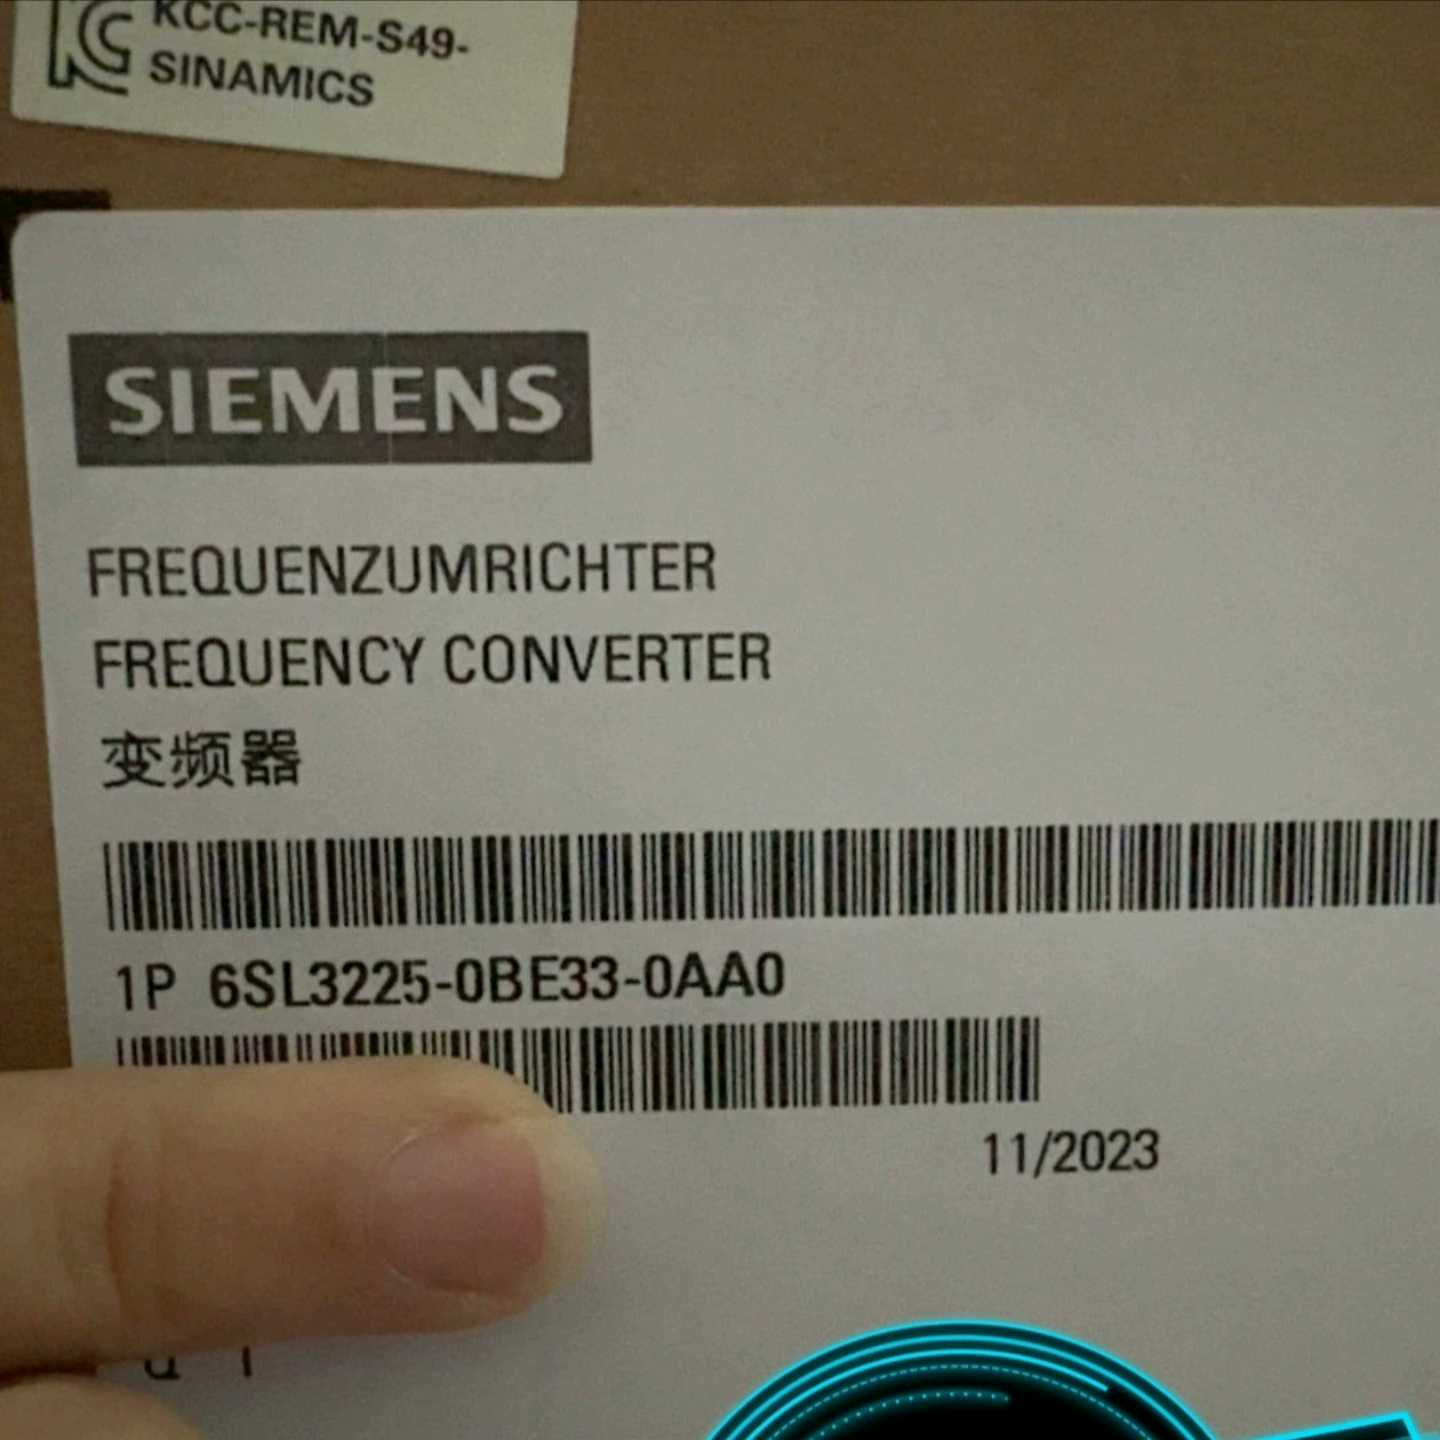 KCC-REM-S49-
SINAMICS
SIEMENS
FREQUENZUMRICHTER
FREQUENCY CONVERTER
变频器
1P 6SL3225-0BE33-0AA0
11/2023